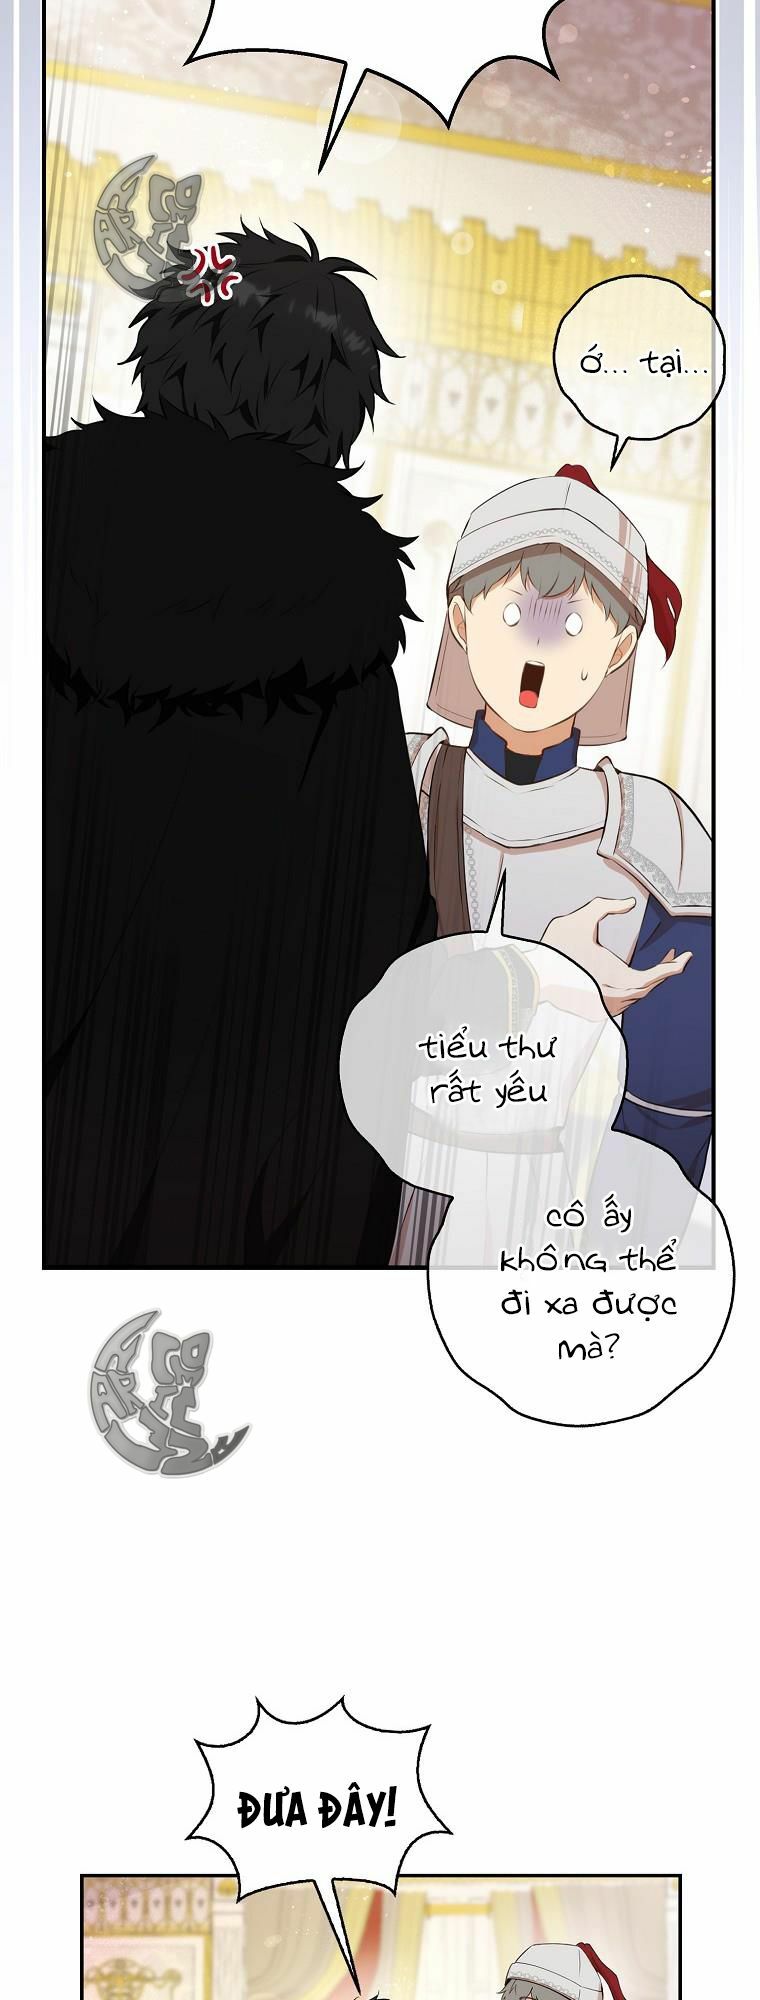 Ớ... tại...
tiểu thư
rất yếu
cô ấy
không thể
đi xa được
mà?
ĐƯA ĐÂY!